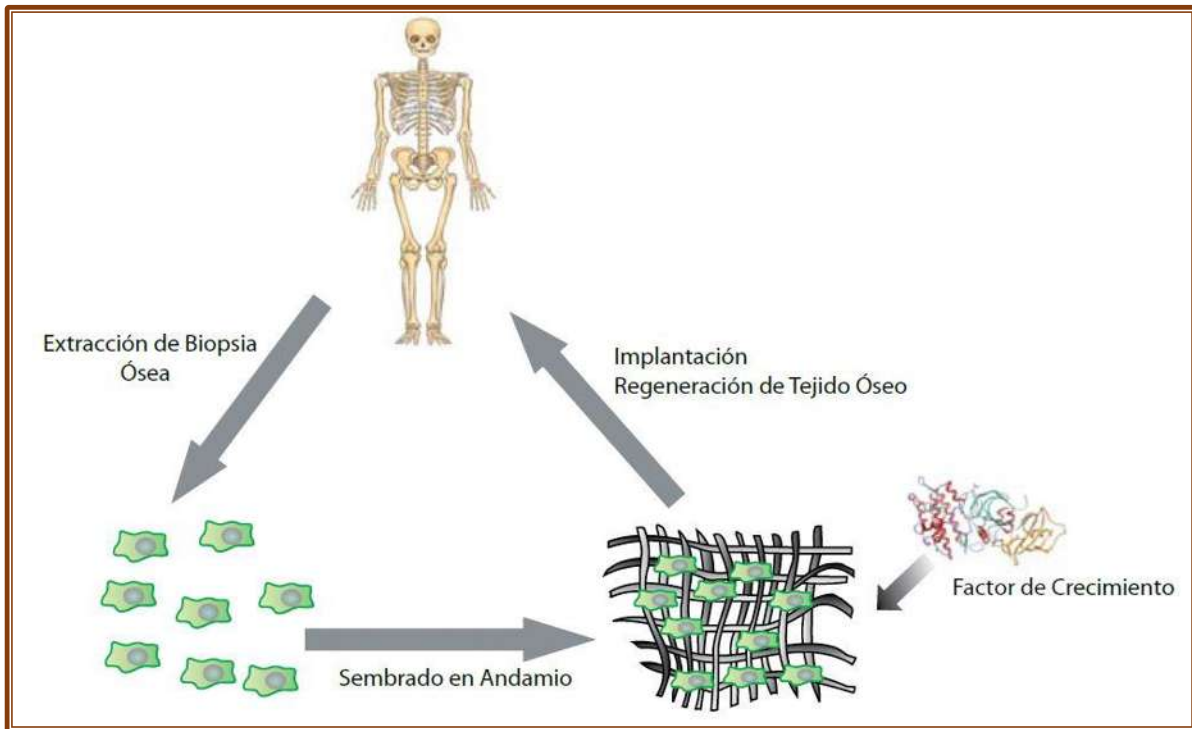 Extracción de Biopsia
Ósea
Implantación
Regeneración de Tejido Óseo
Factor de Crecimiento
Sembrado en Andamio